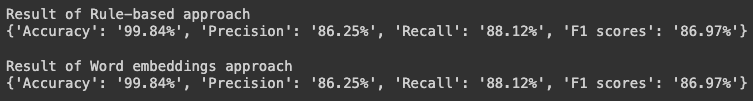 Result of Rule-based approach
{'Accuracy': '99.84%', 'Precision': '86.25%', 'Recall': '88.12%', 'F1 scores': '86.97%'}
Result of Word embeddings approach
{'Accuracy': '99.84%', 'Precision': '86.25%', 'Recall': '88.12%', 'F1 scores': '86.97%'}